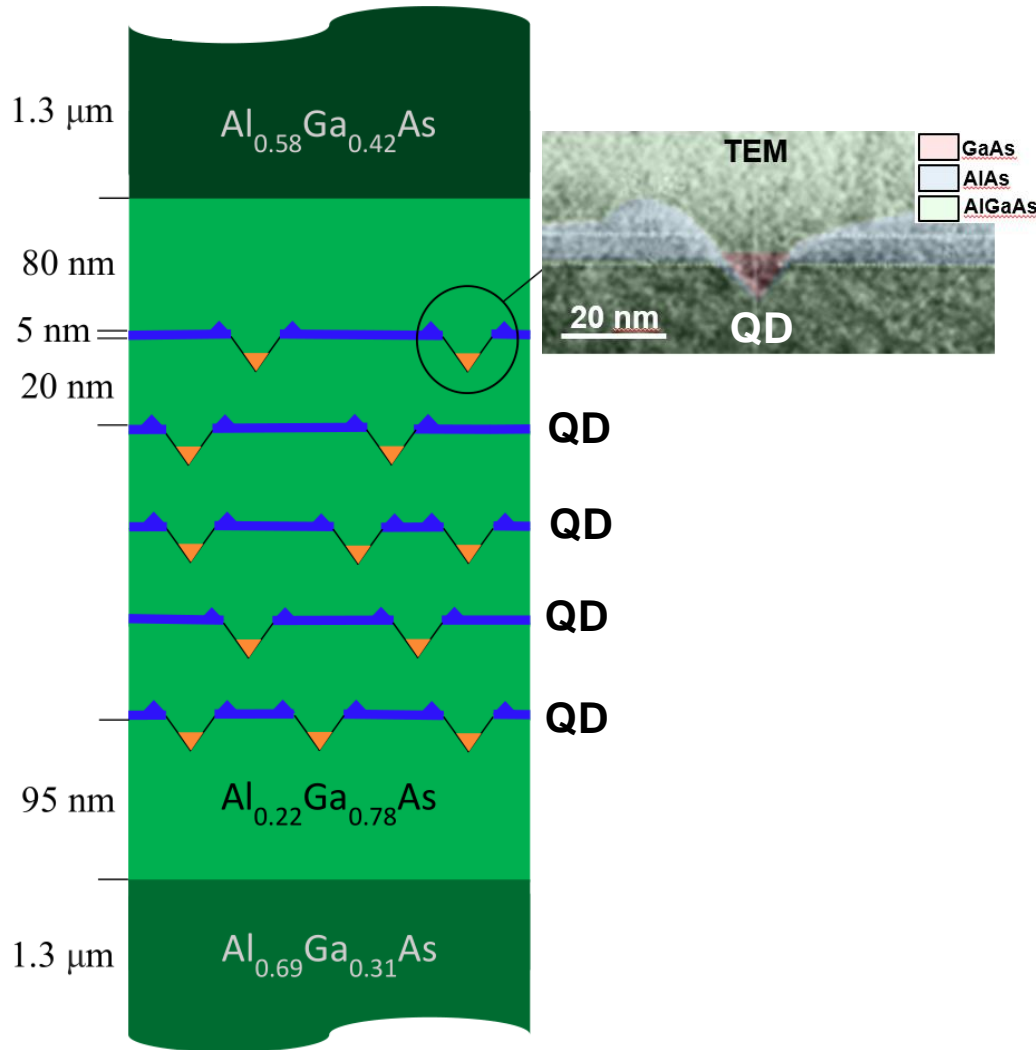 1.3 μm
Al0.58Ga0.42As
TEM
GaAs
AlAs
AlGaAs
20 nm
QD
80 nm
5 nm
20 nm
QD
QD
QD
QD
95 nm
Al0.22Ga0.78As
1.3 μm
Al0.69Ga0.31As